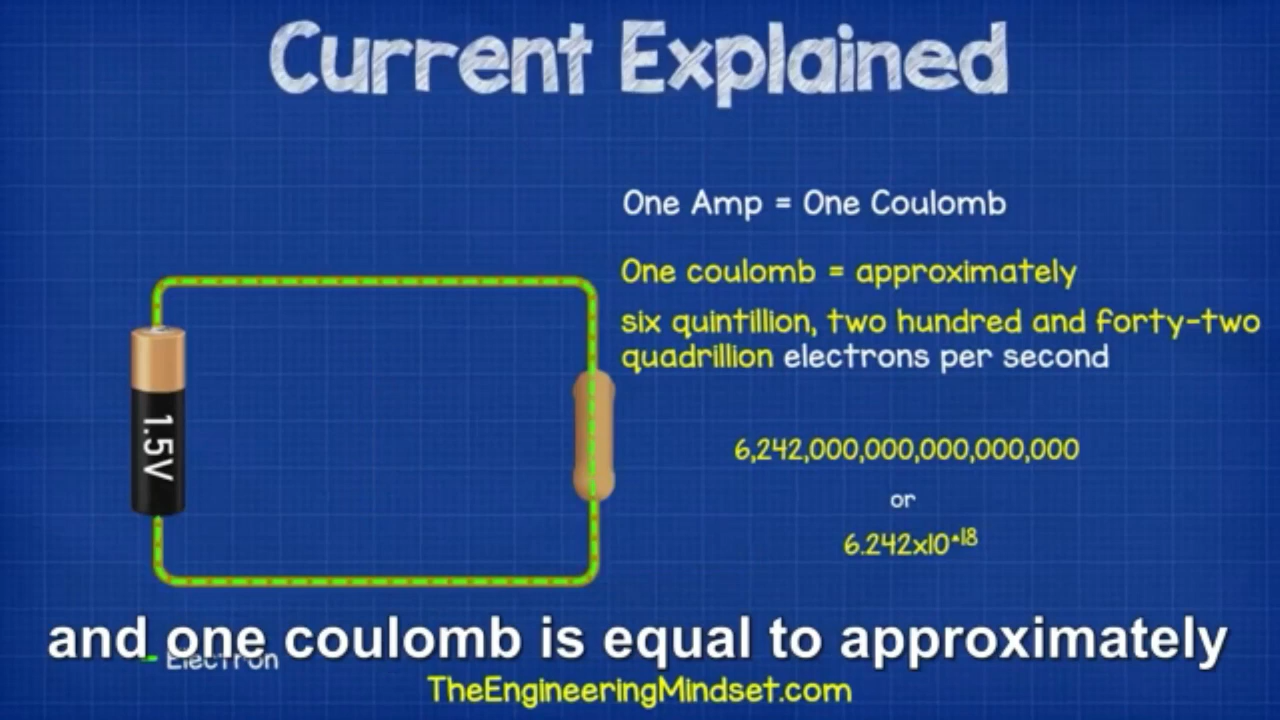 Current Explained
One Amp = One Coulomb
One coulomb = approximately
six quintillion, two hundred and forty-two
quadrillion electrons per second
1.5V
6,242,000,000,000,000,000
or
6.242x10^18
and one coulomb is equal to approximately
Electron
TheEngineeringMindset.com